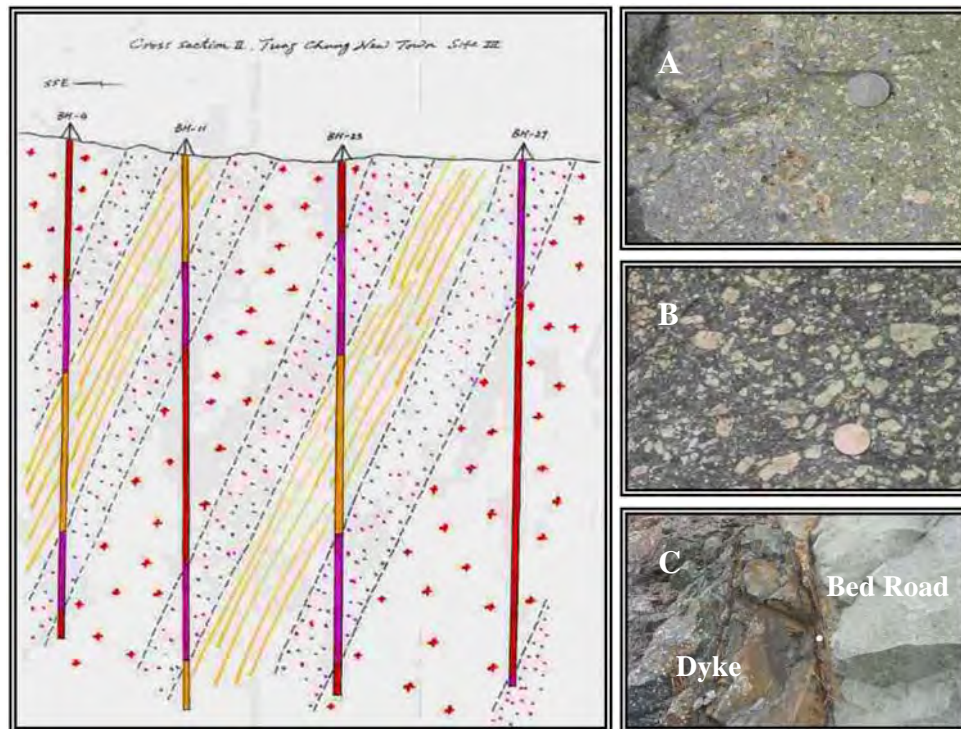 Cross section II, Tung Chung New Town Site III
SSE
BH-9
BH-11
BH-23
BH-27
A
B
C
Bed Road
Dyke